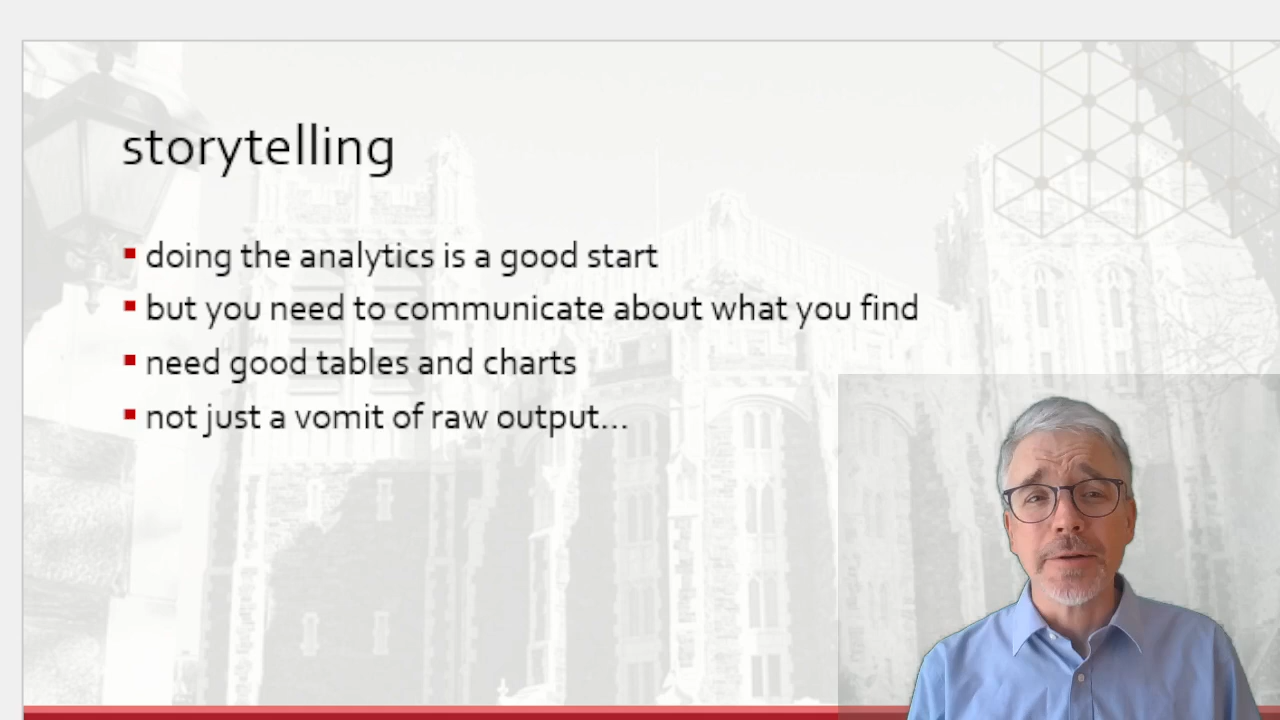 storytelling
doing the analytics is a good start
but you need to communicate about what you find
need good tables and charts
not just a vomit of raw output...